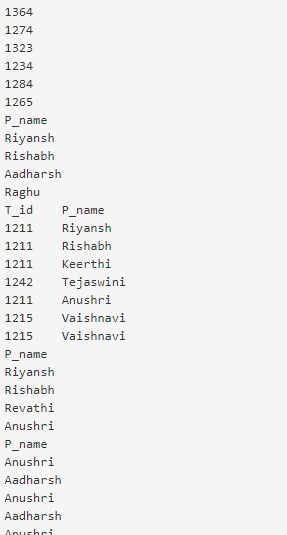 1364
1274
1323
1234
1284
1265
P_name
Riyansh
Rishabh
Aadharsh
Raghu
T_id    P_name
1211    Riyansh
1211    Rishabh
1211    Keerthi
1242    Tejaswini
1211    Anushri
1215    Vaishnavi
1215    Vaishnavi
P_name
Riyansh
Rishabh
Revathi
Anushri
P_name
Anushri
Aadharsh
Anushri
Aadharsh
Anushri